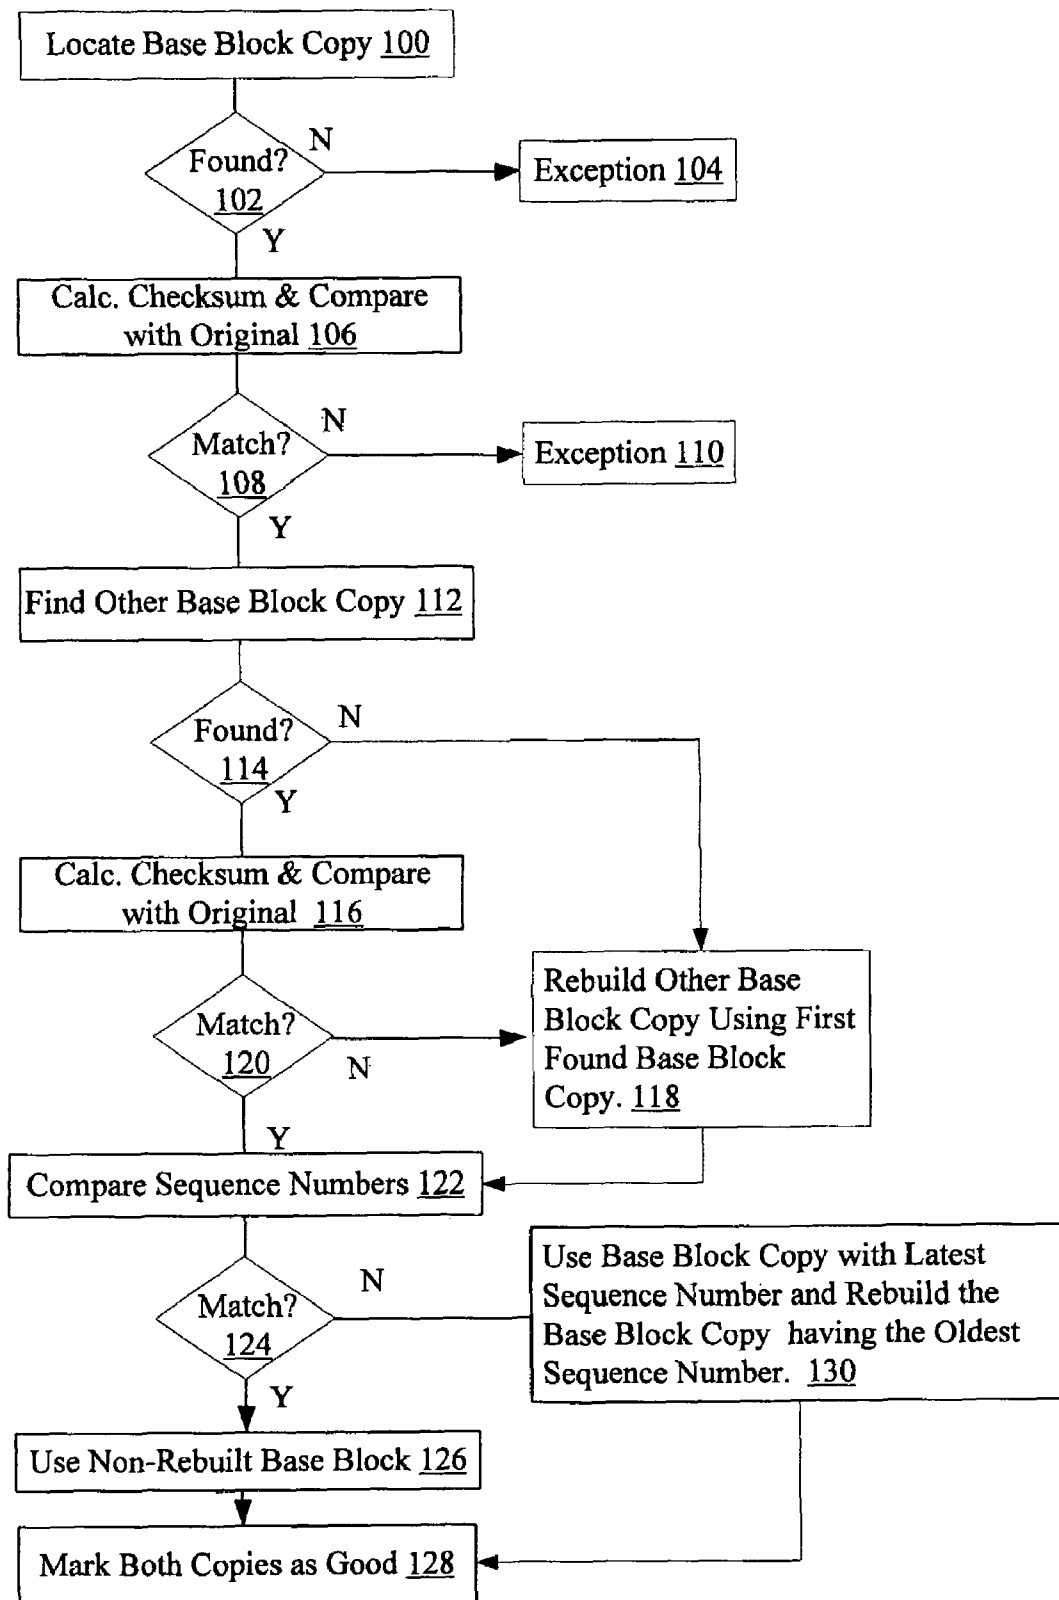 Locate Base Block Copy 100
N
Found?
102
Exception 104
Y
Calc. Checksum & Compare
with Original 106
N
Match?
108
Exception 110
Y
Find Other Base Block Copy 112
N
Found?
114
Y
Calc. Checksum & Compare
with Original 116
Rebuild Other Base
Block Copy Using First
Found Base Block
Copy. 118
Match?
120
N
Y
Compare Sequence Numbers 122
N
Match?
124
Use Base Block Copy with Latest
Sequence Number and Rebuild the
Base Block Copy having the Oldest
Sequence Number. 130
Y
Use Non-Rebuilt Base Block 126
Mark Both Copies as Good 128